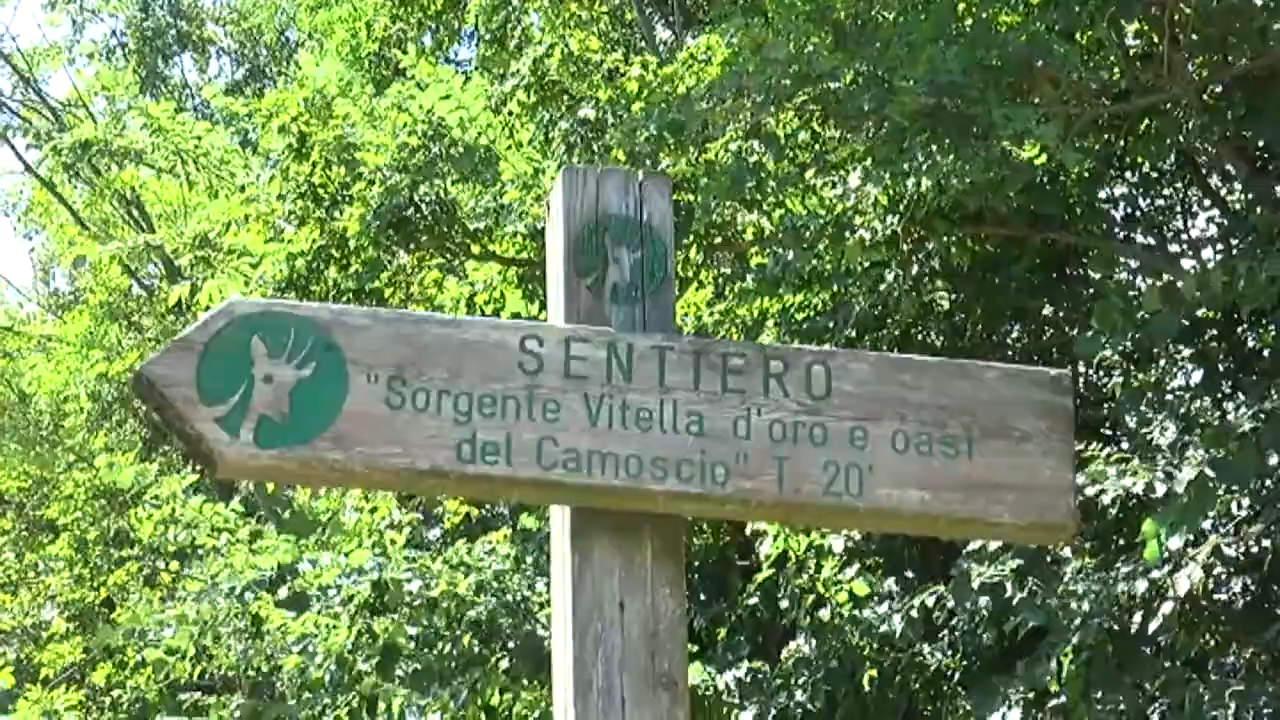 SENTIERO
"Sorgente Vitella d'oro e oasi
del Camoscio" T. 20'